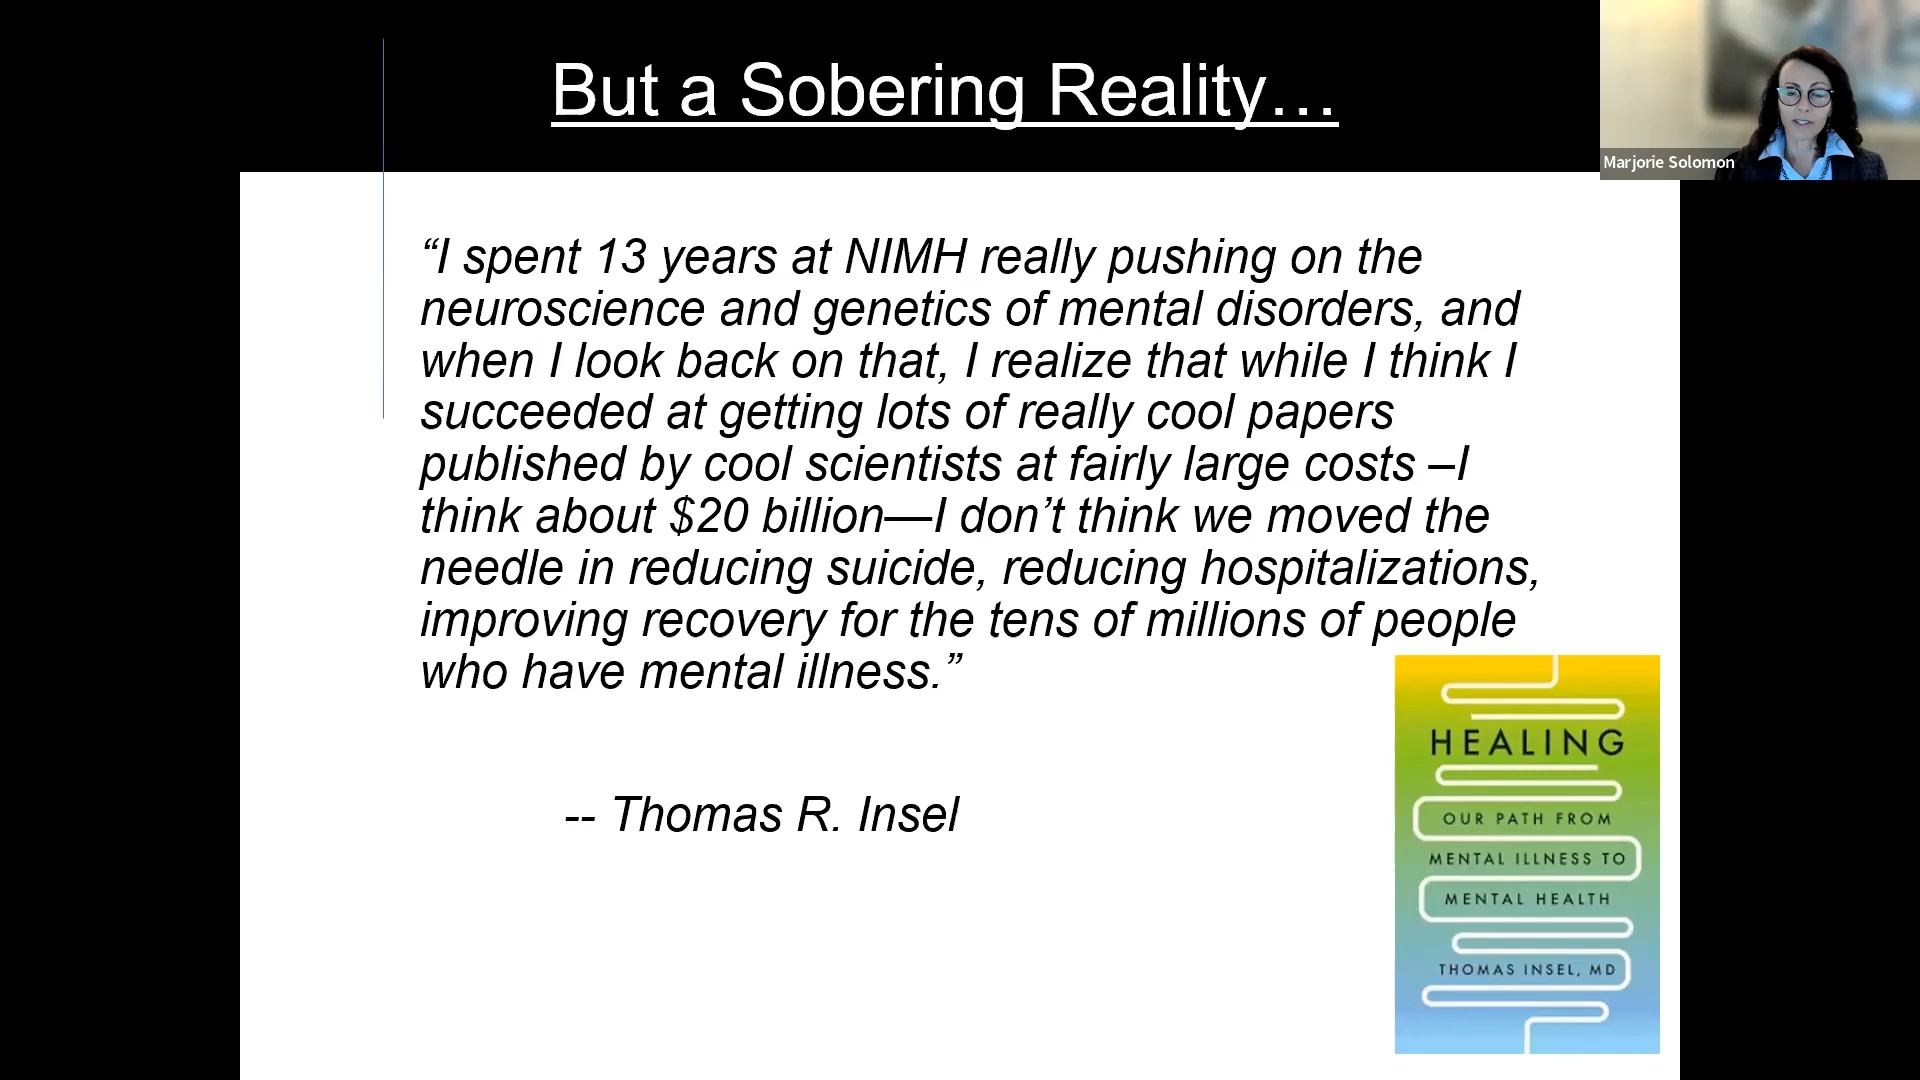 But a Sobering Reality…
Marjorie Solomon
“I spent 13 years at NIMH really pushing on the
neuroscience and genetics of mental disorders, and
when I look back on that, I realize that while I think I
succeeded at getting lots of really cool papers
published by cool scientists at fairly large costs –I
think about $20 billion—I don’t think we moved the
needle in reducing suicide, reducing hospitalizations,
improving recovery for the tens of millions of people
who have mental illness.”
-- Thomas R. Insel
HEALING
OUR PATH FROM
MENTAL ILLNESS TO
MENTAL HEALTH
THOMAS INSEL, MD